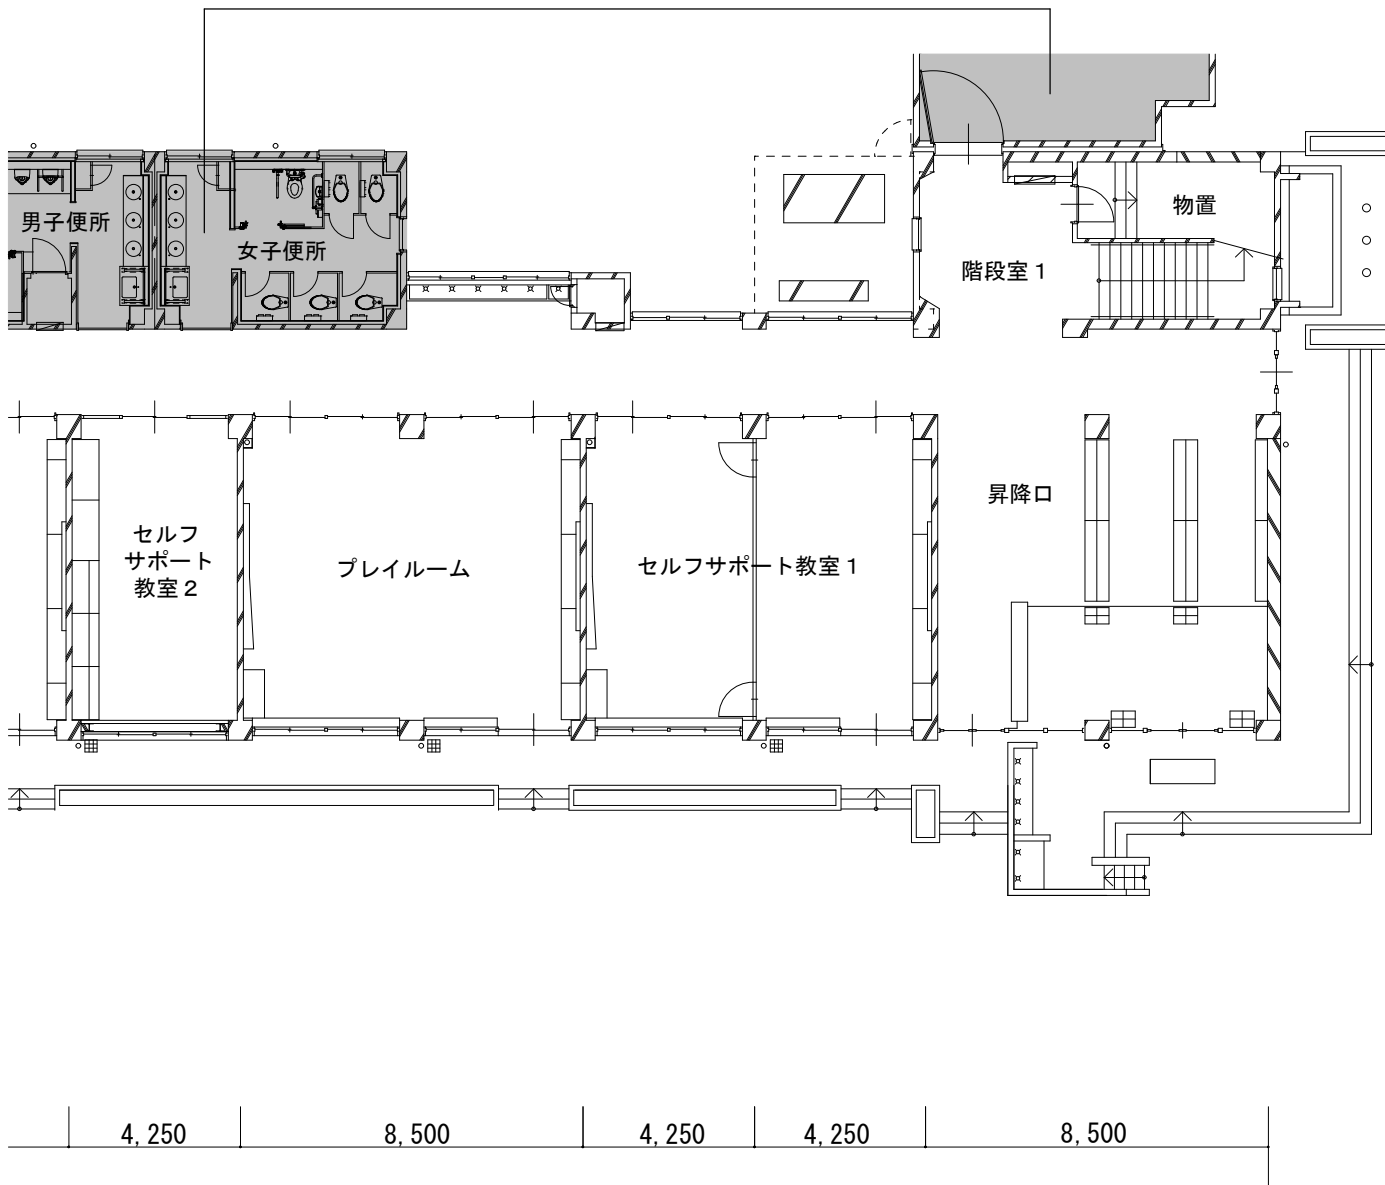 物置
男子便所
女子便所
階段室1
昇降口
セルフ
サポート
教室2
プレイルーム
セルフサポート教室1
4,250
8,500
4,250
4,250
8,500